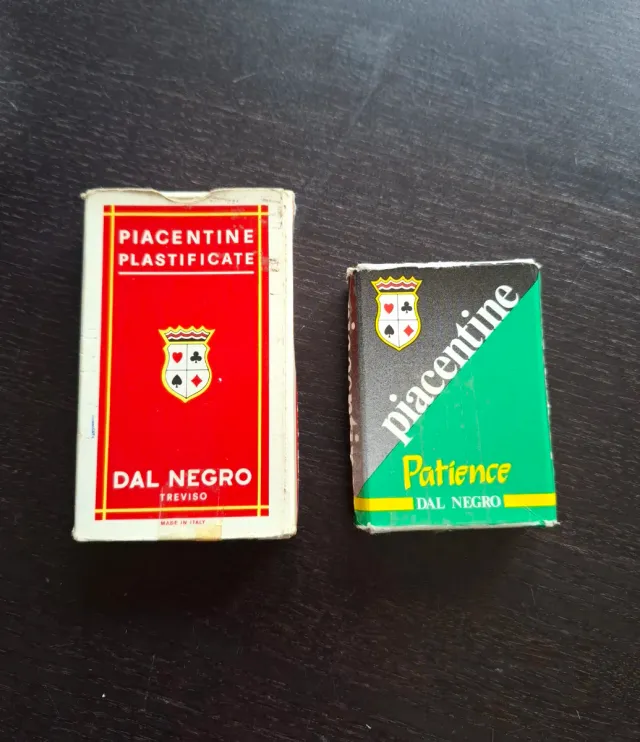 PIACENTINE
PLASTIFICATE
DAL NEGRO
TREVISO
MADE IN ITALY
piacentine
Patience
DAL NEGRO